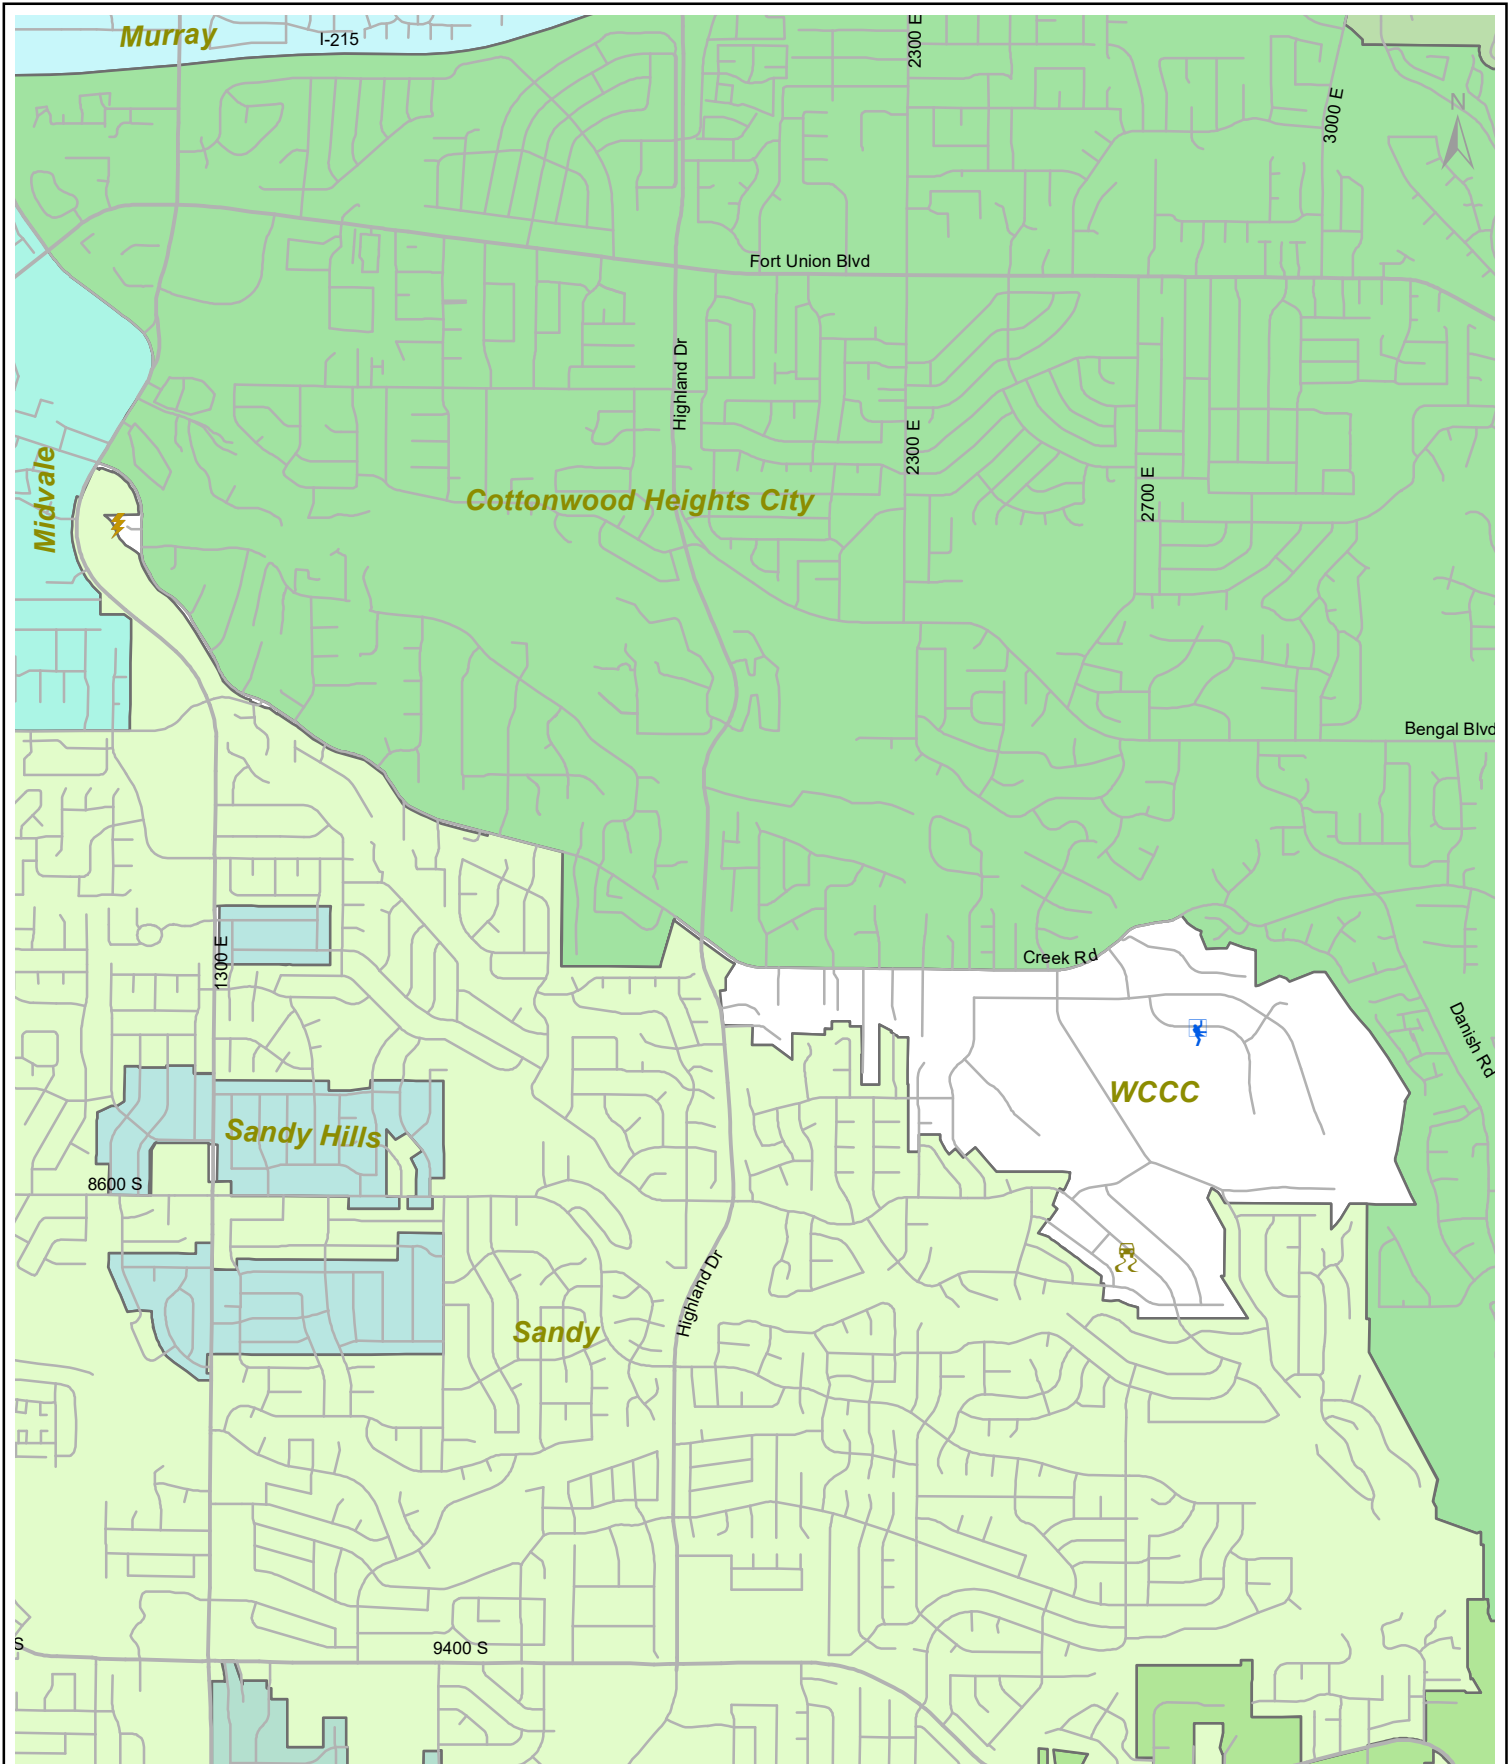 Murray
I-215
2300 E
3000 E
N
Fort Union Blvd
Highland Dr
2300 E
Midvale
2700 E
Cottonwood Heights City
Bengal Blvd
1300 E
Creek Rd
Danish Rd
WCCC
Sandy Hills
8600 S
Highland Dr
Sandy
S
9400 S